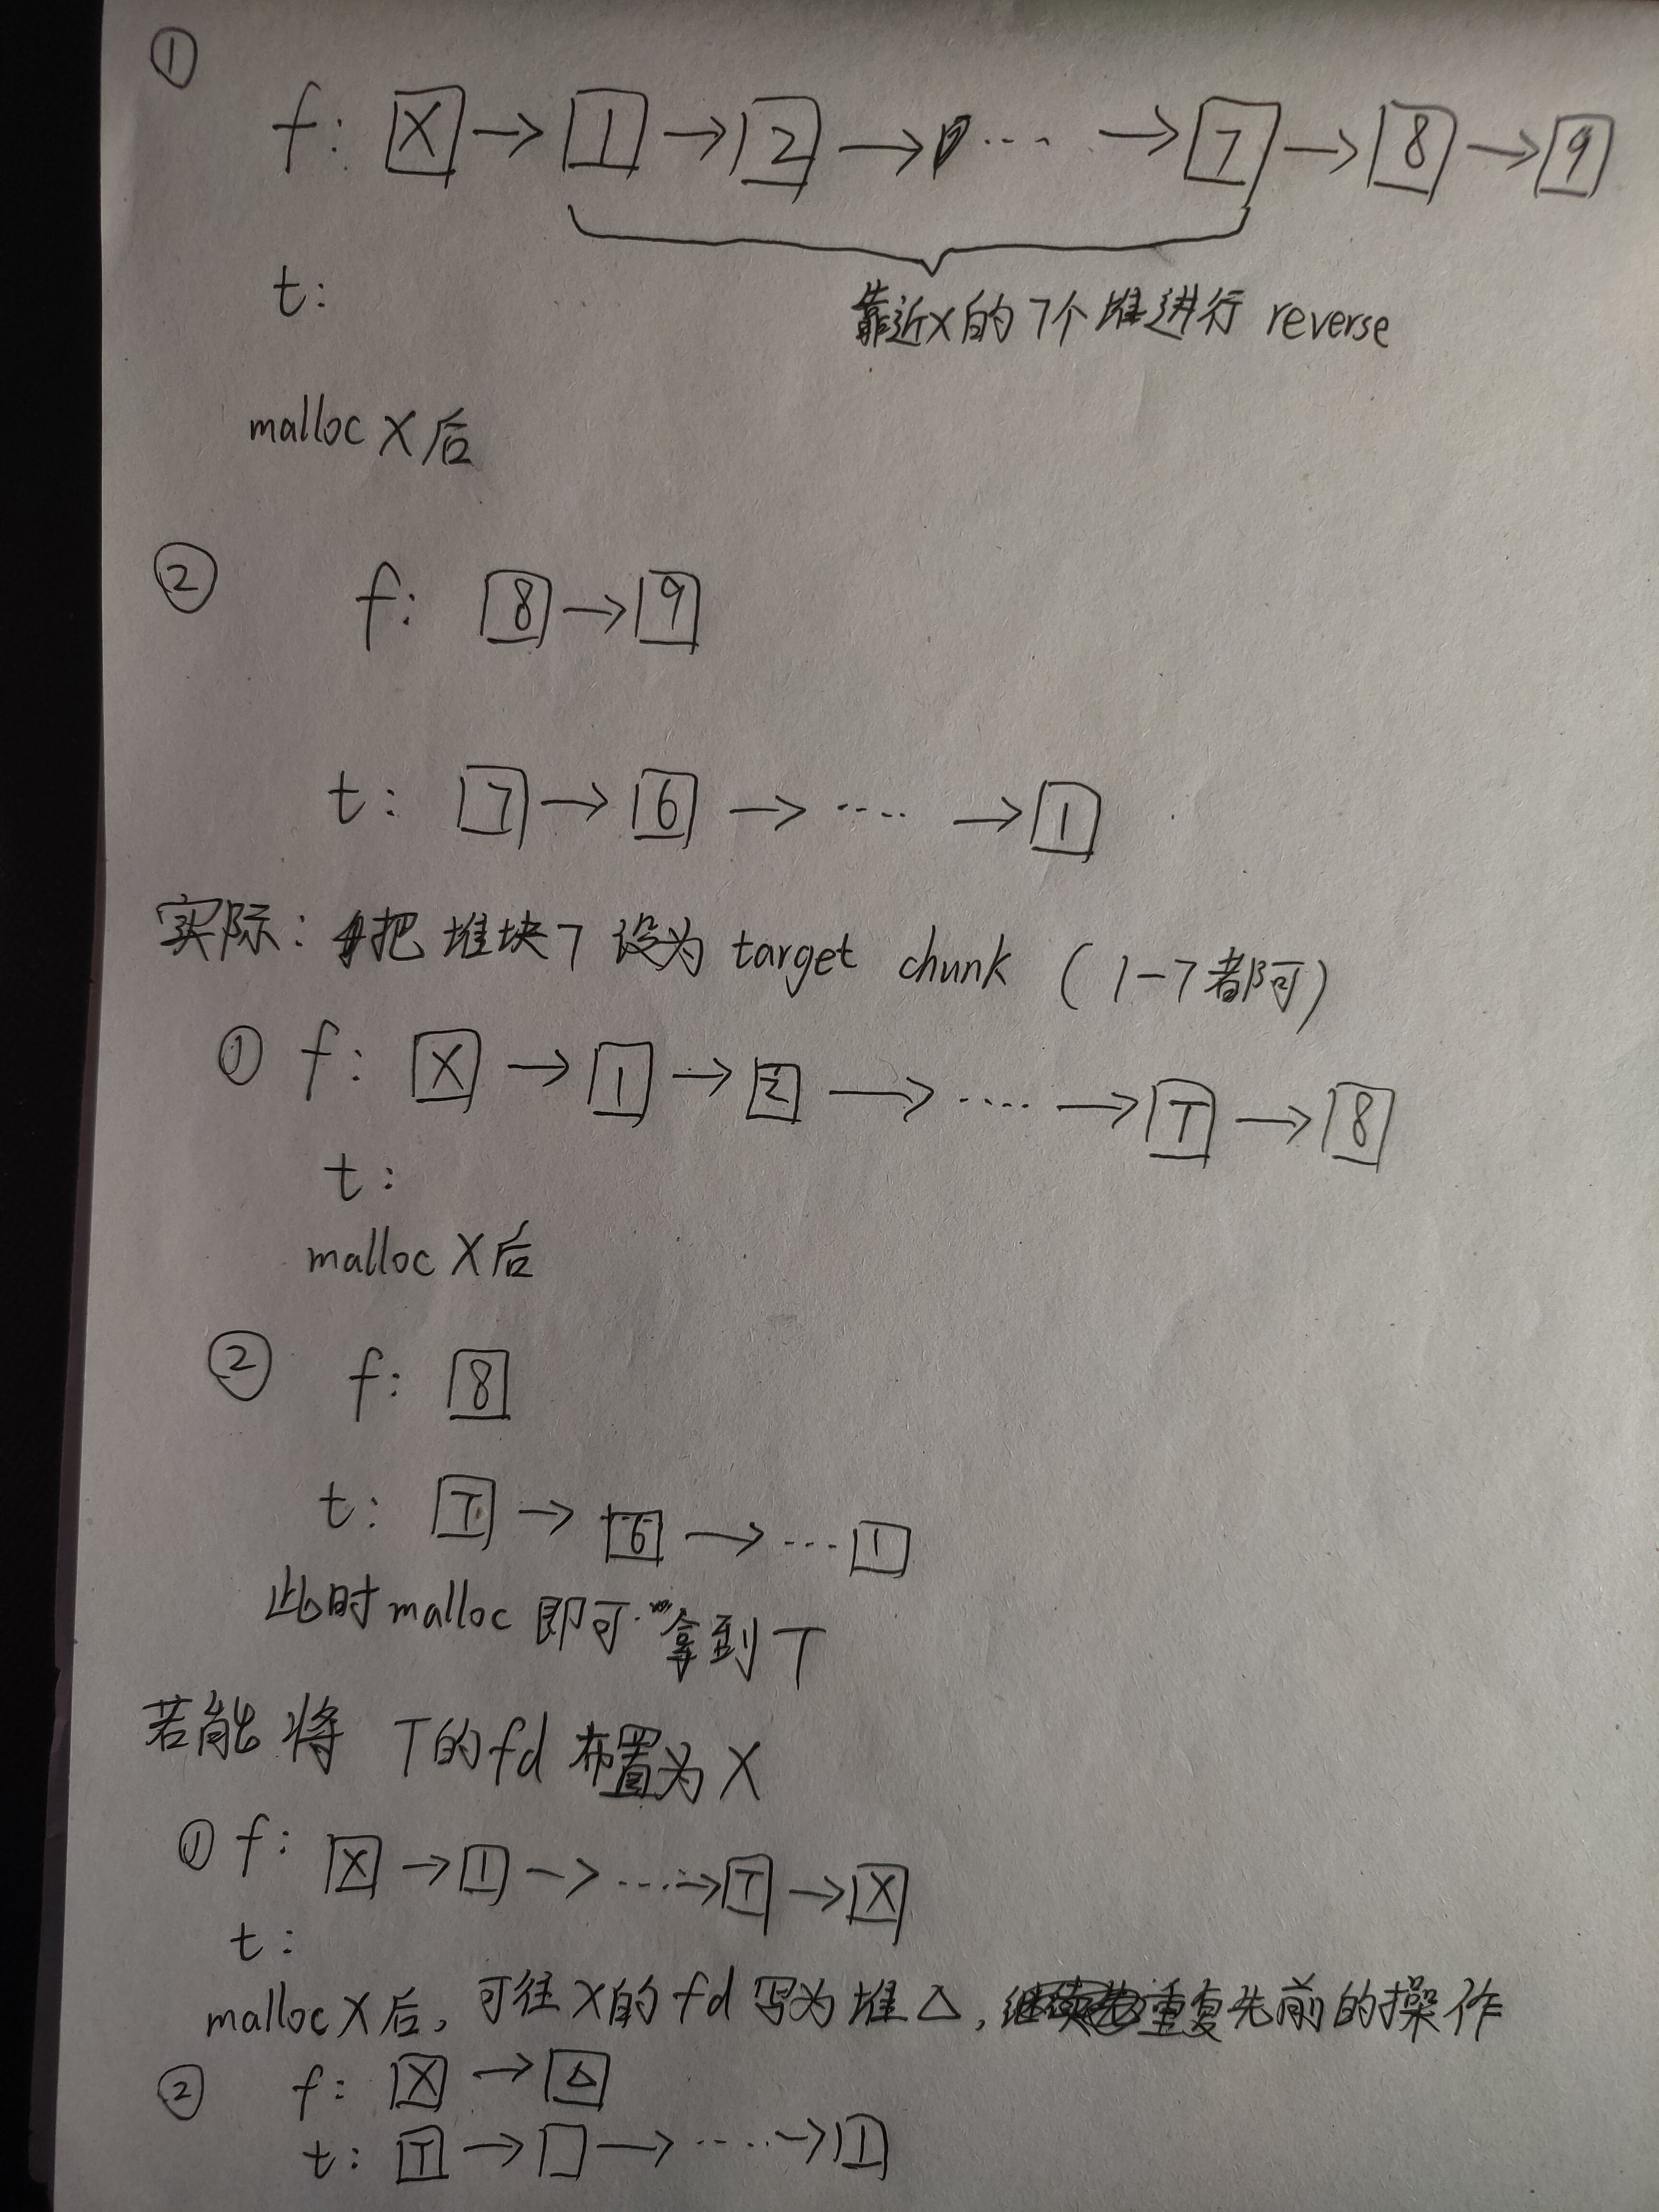 ①
f: X → 1 → 2 → ···· → 7 → 8 → 9
t:
靠近X的7个堆进行 reverse
malloc X后
②
f: 8 → 9
t: 7 → 6 → ···· → 1
实际: 把堆块7设为 target chunk (1-7都可)
① f: X → 1 → 2 → ···· → T → 8
t:
malloc X后
② f: 8
t: T → 6 → ··· 1
此时malloc 即可拿到T
若能将 T的fd布置为X
① f: X → 1 → ···· → T → X
t:
malloc X后, 可往X的fd写为堆△, 重复先前的操作
② f: X → △
t: T → □ → ···· → 1